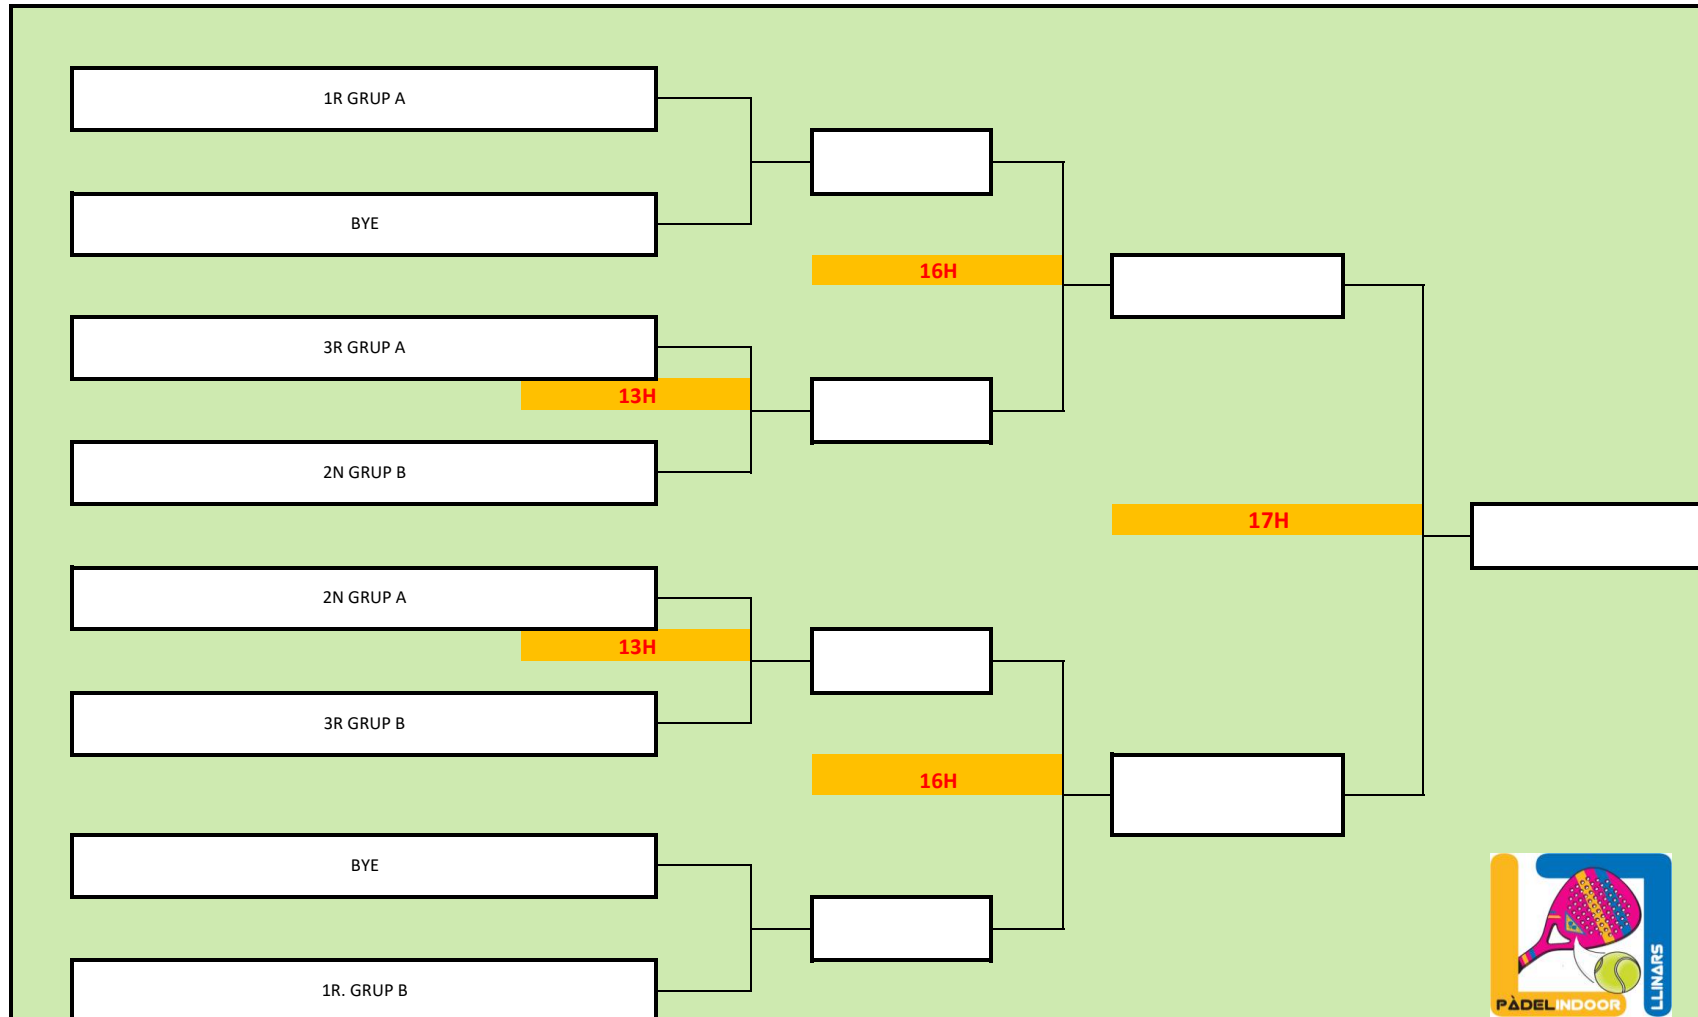 1R GRUP A
BYE
16H
3R GRUP A
13H
2N GRUP B
17H
2N GRUP A
13H
3R GRUP B
16H
BYE
1R. GRUP B
PÀDELINDOOR
LLINARS